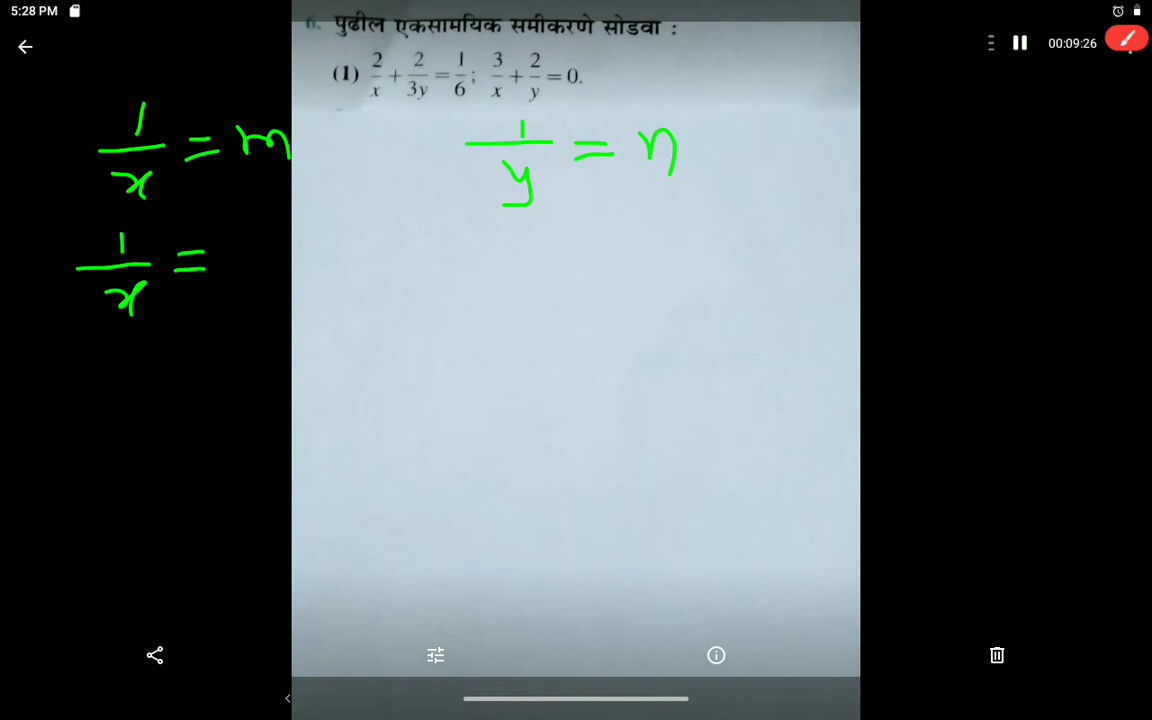 5:28 PM
00:09:26
6. पुढील एकसामयिक समीकरणे सोडवा :
(1) 2/x + 2/3y = 1/6; 3/x + 2/y = 0.
1/x = m
1/y = n
1/x =